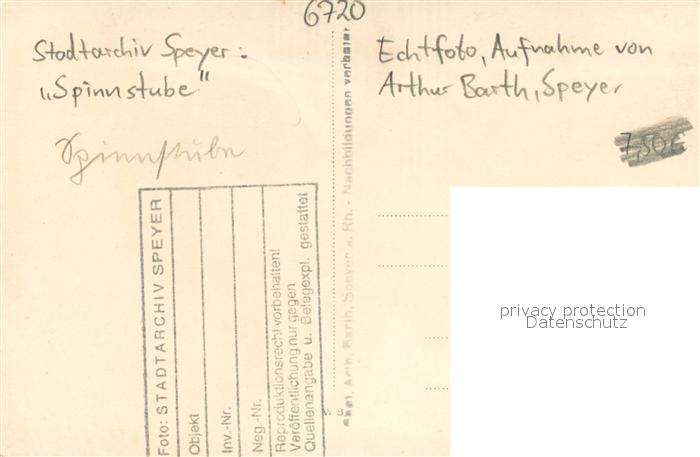 6720
Stadtarchiv Speyer:
"Spinnstube"
Echtfoto, Aufnahme von
Arthur Barth, Speyer
Spinnstube
7,50 €
Foto: STADTARCHIV SPEYER
Objekt
Inv.-Nr.
Neg.-Nr.
Reproduktionsrecht vorbehalten!
Veröffentlichung nur gegen
Quellenangabe u. Belegexpl. gestattet
Arth. Barth, Speyer a. Rh. - Nachbildungen verboten
privacy protection
Datenschutz